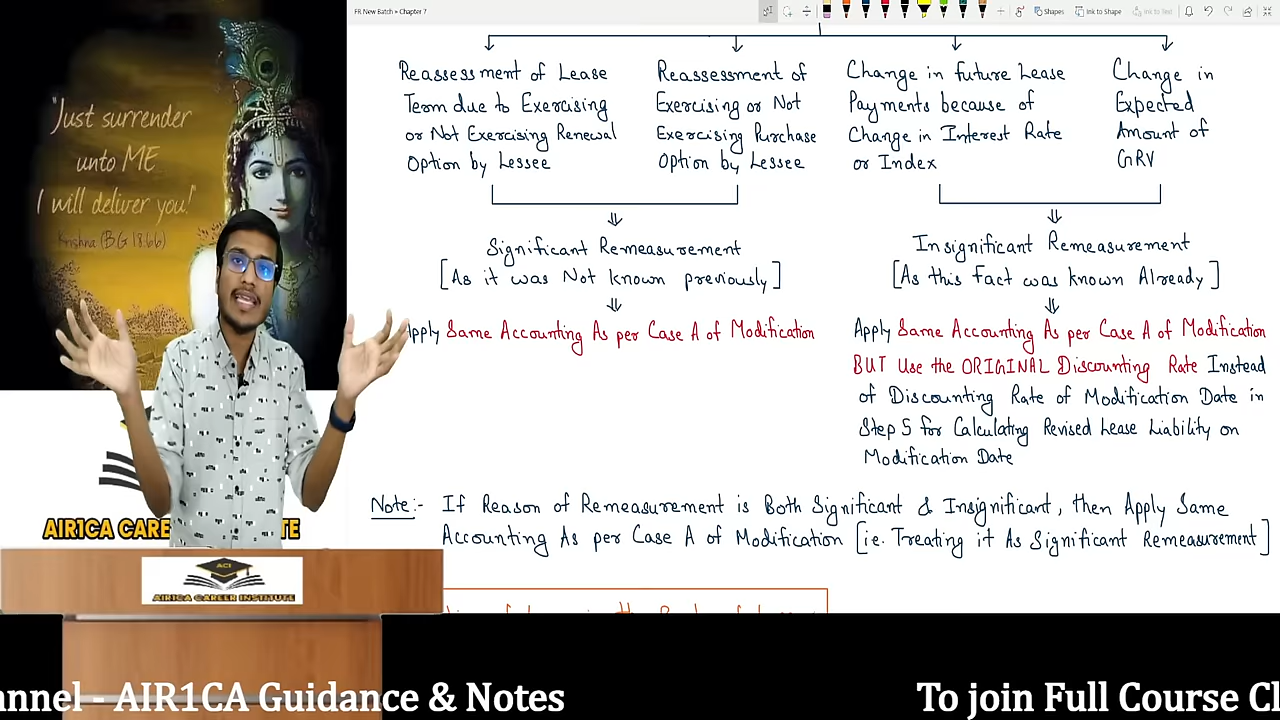 FR New Batch » Chapter 7
Shapes
Ink to Shape
Ink to Text
"Just surrender
unto ME
I will deliver you!"
Krishna (BG 18:66)
Reassessment of Lease
Term due to Exercising
or Not Exercising Renewal
Option by Lessee
Reassessment of
Exercising or Not
Exercising Purchase
Option by Lessee
Change in future Lease
Payments because of
Change in Interest Rate
or Index
Change in
Expected
Amount of
GRV
Significant Remeasurement
[As it was Not known previously]
Apply Same Accounting As per Case A of Modification
Insignificant Remeasurement
[As this fact was known Already]
Apply Same Accounting As per Case A of Modification
BUT Use the ORIGINAL Discounting Rate Instead
of Discounting Rate of Modification Date in
Step 5 for Calculating Revised Lease Liability on
Modification Date
Note:- If Reason of Remeasurement is Both Significant & Insignificant, then Apply Same
Accounting As per Case A of Modification [i.e. Treating it As Significant Remeasurement]
AIR1CA CARE
TE
ACI
AIR1CA CAREER INSTITUTE
annel - AIR1CA Guidance & Notes
To join Full Course Cl